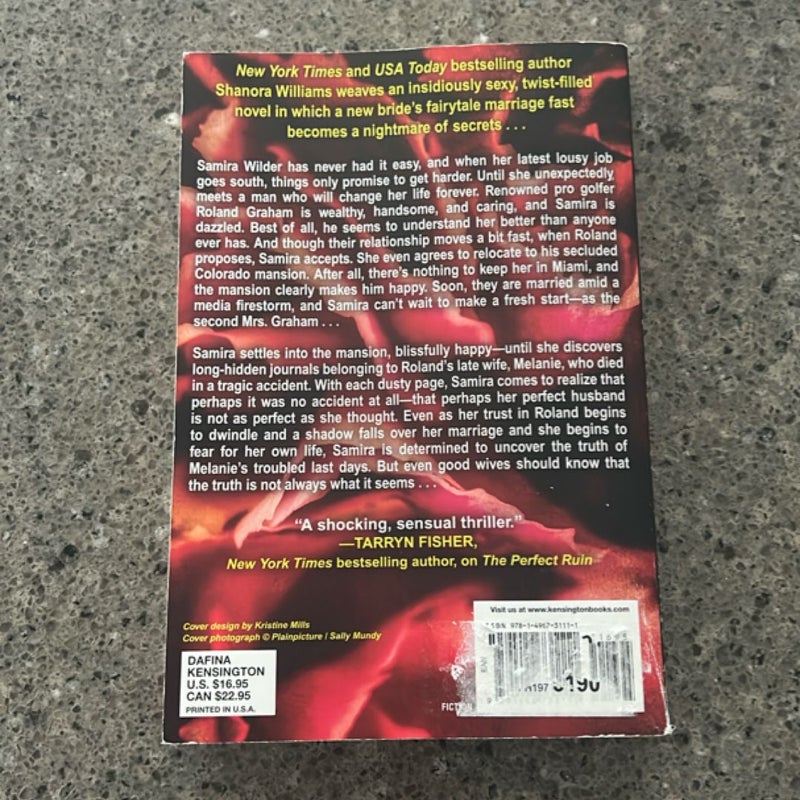 New York Times and USA Today bestselling author
Shanora Williams weaves an insidiously sexy, twist-filled
novel in which a new bride's fairytale marriage fast
becomes a nightmare of secrets . . .
Samira Wilder has never had it easy, and when her latest lousy job
goes south, things only promise to get harder. Until she unexpectedly
meets a man who will change her life forever. Renowned pro golfer
Roland Graham is wealthy, handsome, and caring, and Samira is
dazzled. Best of all, he seems to understand her better than anyone
ever has. And though their relationship moves a bit fast, when Roland
proposes, Samira accepts. She even agrees to relocate to his secluded
Colorado mansion. After all, there's nothing to keep her in Miami, and
the mansion clearly makes him happy. Soon, they are married amid a
media firestorm, and Samira can't wait to make a fresh start—as the
second Mrs. Graham . . .
Samira settles into the mansion, blissfully happy—until she discovers
long-hidden journals belonging to Roland's late wife, Melanie, who died
in a tragic accident. With each dusty page, Samira comes to realize that
perhaps it was no accident at all—that perhaps her perfect husband
is not as perfect as she thought. Even as her trust in Roland begins
to dwindle and a shadow falls over her marriage and she begins to
fear for her own life, Samira is determined to uncover the truth of
Melanie's troubled last days. But even good wives should know that
the truth is not always what it seems . . .
"A shocking, sensual thriller."
—TARRYN FISHER,
New York Times bestselling author, on The Perfect Ruin
Cover design by Kristine Mills
Cover photograph © Plainpicture / Sally Mundy
DAFINA
KENSINGTON
U.S. $16.95
CAN $22.95
PRINTED IN U.S.A.
Visit us at www.kensingtonbooks.com
ISBN 978-1-4967-3111-1
FICTION